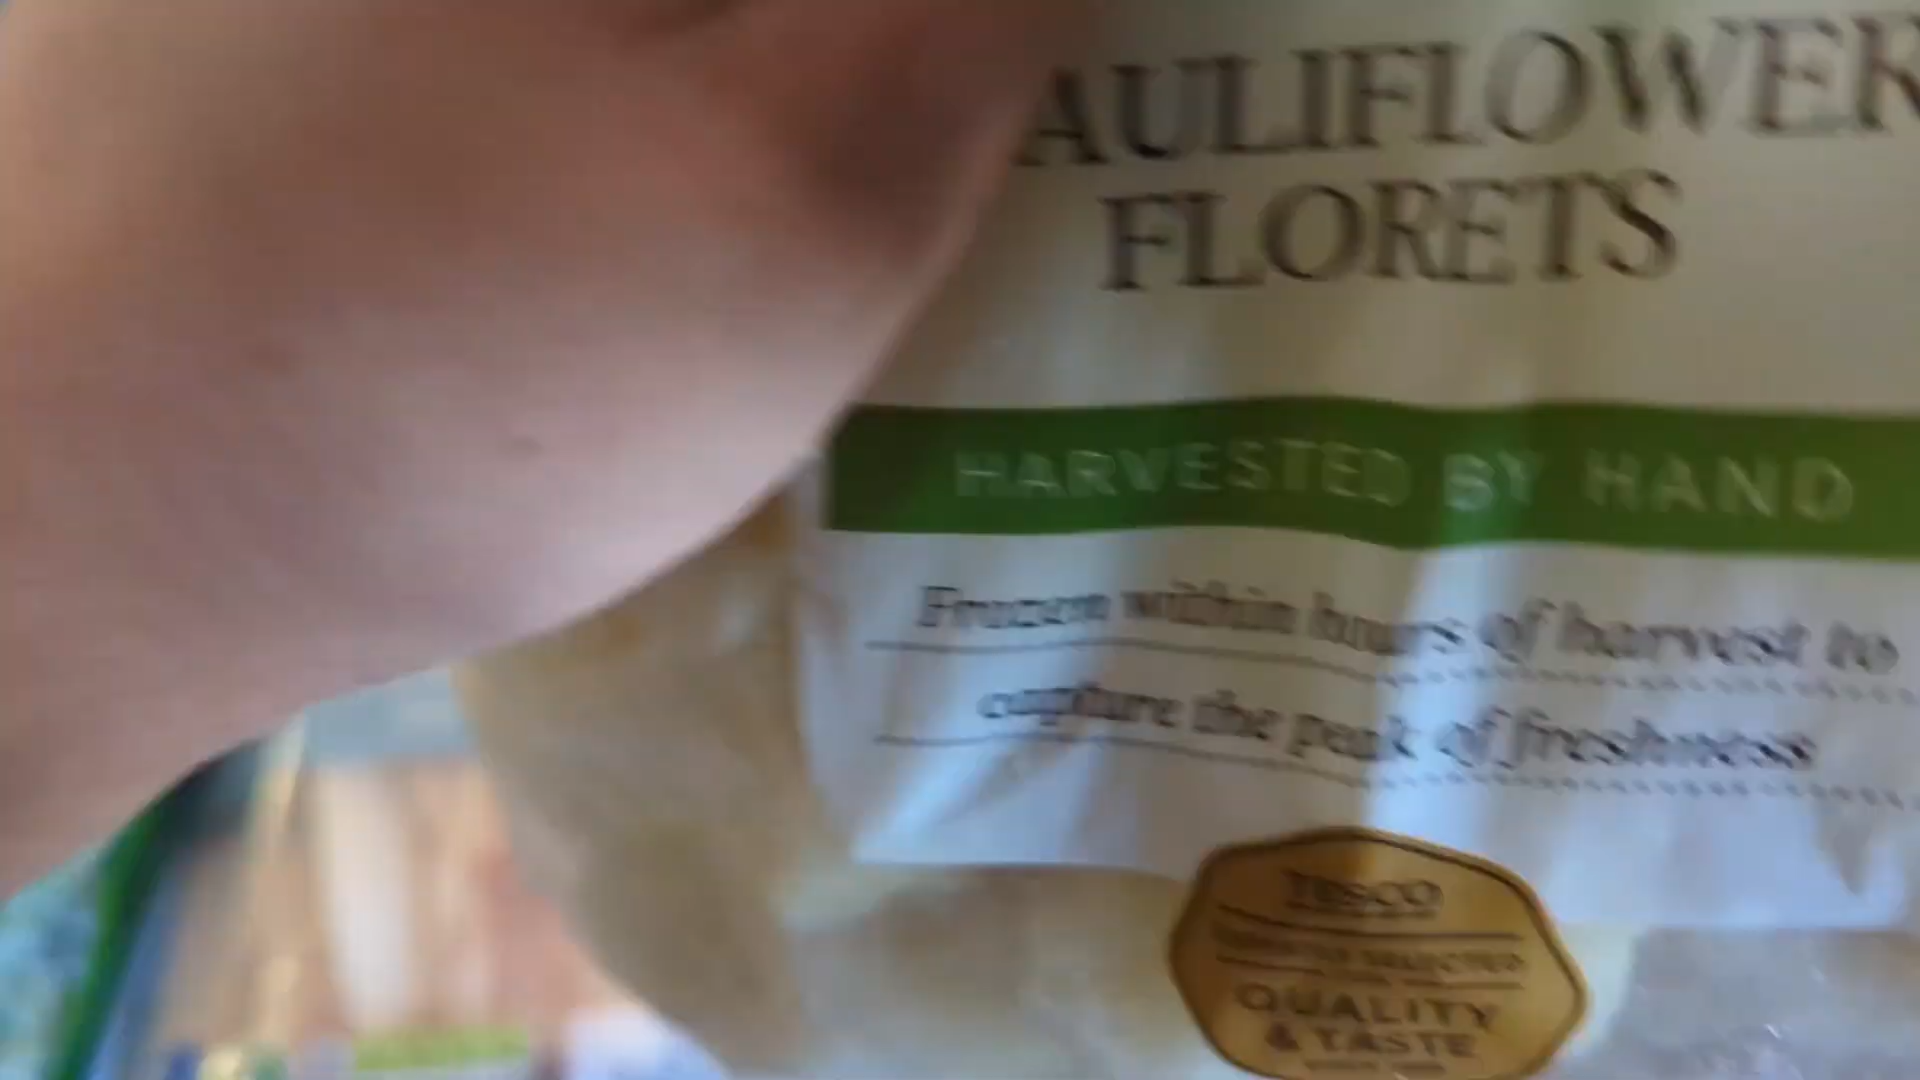 AULIFLOWER
FLORETS
HARVESTED BY HAND
Frozen within hours of harvest to
capture the peak of freshness
TESCO
SELECTED
QUALITY
& TASTE